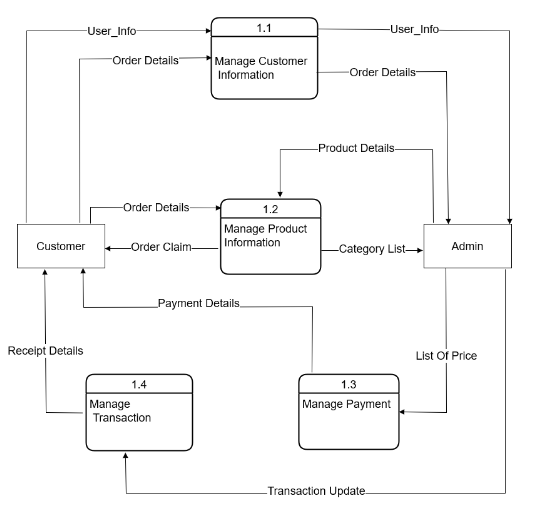 1.1
User_Info
User_Info
Order Details
Manage Customer
Information
Order Details
Product Details
Order Details
1.2
Manage Product
Information
Customer
Order Claim
Category List
Admin
Payment Details
Receipt Details
List Of Price
1.4
Manage
Transaction
1.3
Manage Payment
Transaction Update